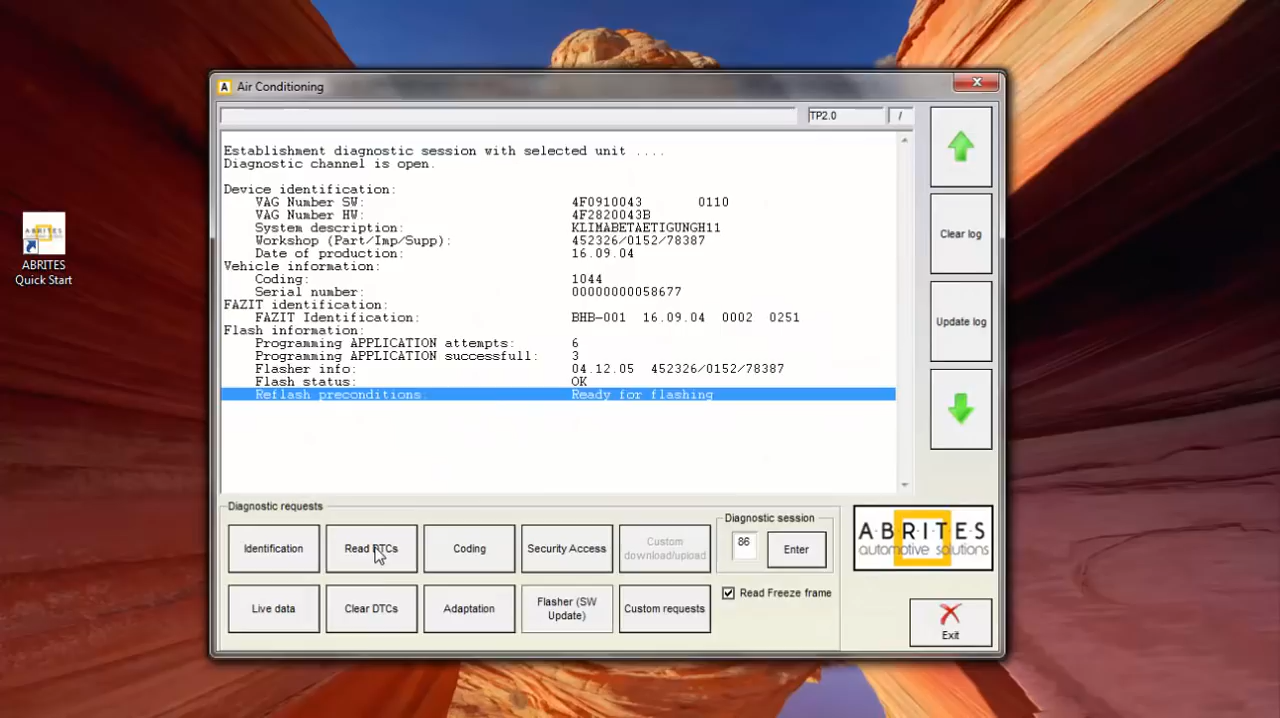 A Air Conditioning
TP2.0 /
Establishment diagnostic session with selected unit ....
Diagnostic channel is open.
Device identification:
VAG Number SW: 4F0910043 0110
VAG Number HW: 4F2820043B
System description: KLIMABETAETIGUNGH11
Workshop (Part/Imp/Supp): 452326/0152/78387
Date of production: 16.09.04
Vehicle information:
Coding: 1044
Serial number: 00000000058677
FAZIT identification:
FAZIT Identification: BHB-001 16.09.04 0002 0251
Flash information:
Programming APPLICATION attempts: 6
Programming APPLICATION successfull: 3
Flasher info: 04.12.05 452326/0152/78387
Flash status: OK
Reflash preconditions: Ready for flashing
Clear log
Update log
ABRITES
ABRITES
Quick Start
Diagnostic requests
Identification
Read DTCs
Coding
Security Access
Custom
download/upload
Live data
Clear DTCs
Adaptation
Flasher (SW
Update)
Custom requests
Diagnostic session
86
Enter
Read Freeze frame
ABRITES
automotive solutions
Exit